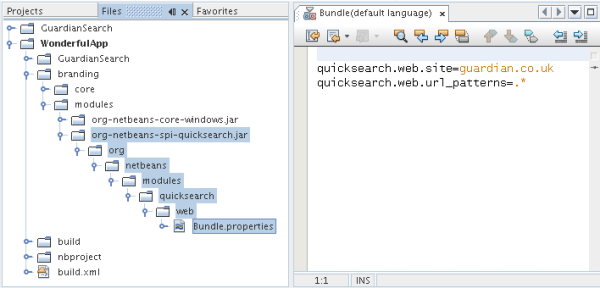 Projects Files Favorites
GuardianSearch
WonderfulApp
GuardianSearch
branding
core
modules
org-netbeans-core-windows.jar
org-netbeans-spi-quicksearch.jar
org
netbeans
modules
quicksearch
web
Bundle.properties
build
nbproject
build.xml
Bundle(default language)
quicksearch.web.site=guardian.co.uk
quicksearch.web.url_patterns=.*
1:1 INS